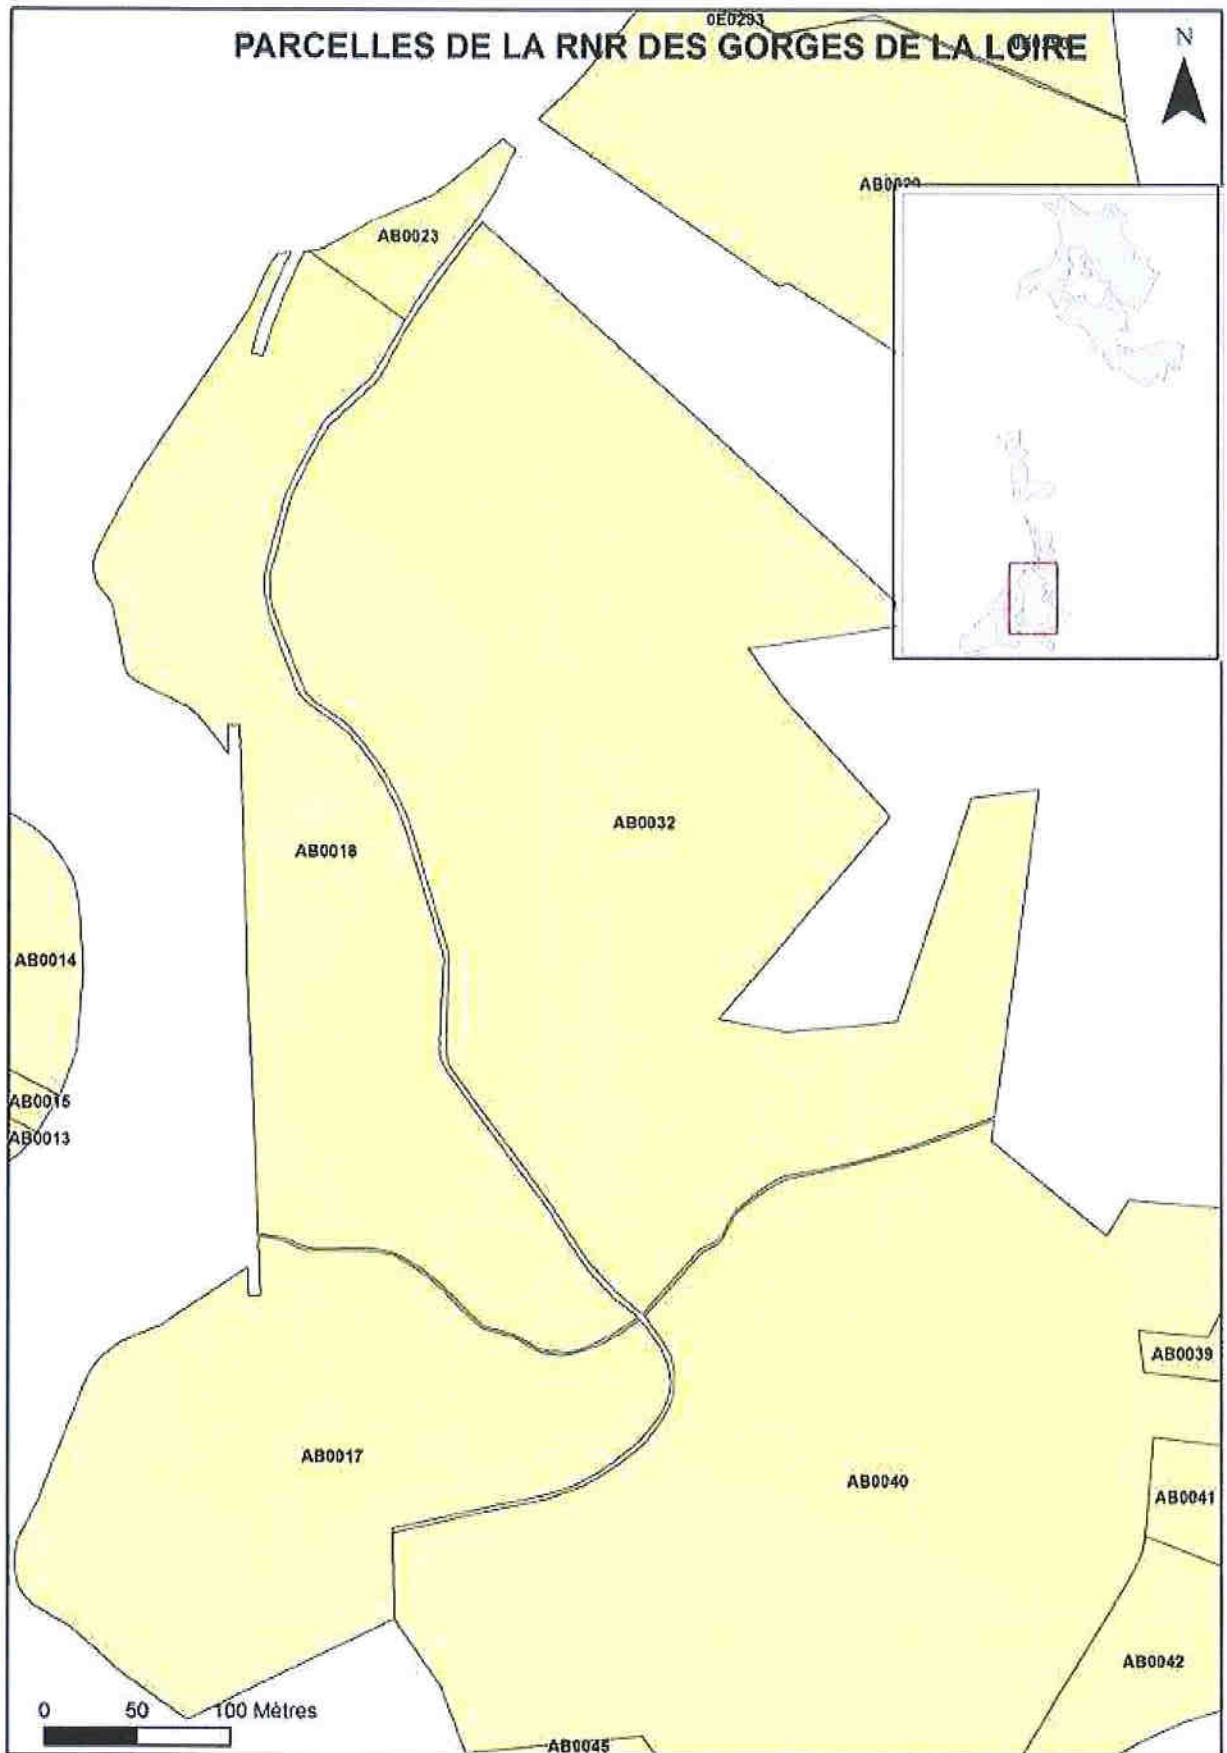 0E0293
PARCELLES DE LA RNR DES GORGES DE LA LOIRE
N
AB0023
AB0032
AB0018
AB0014
AB0015
AB0013
AB0039
AB0017
AB0040
AB0041
AB0042
0 50 100 Mètres
AB0045